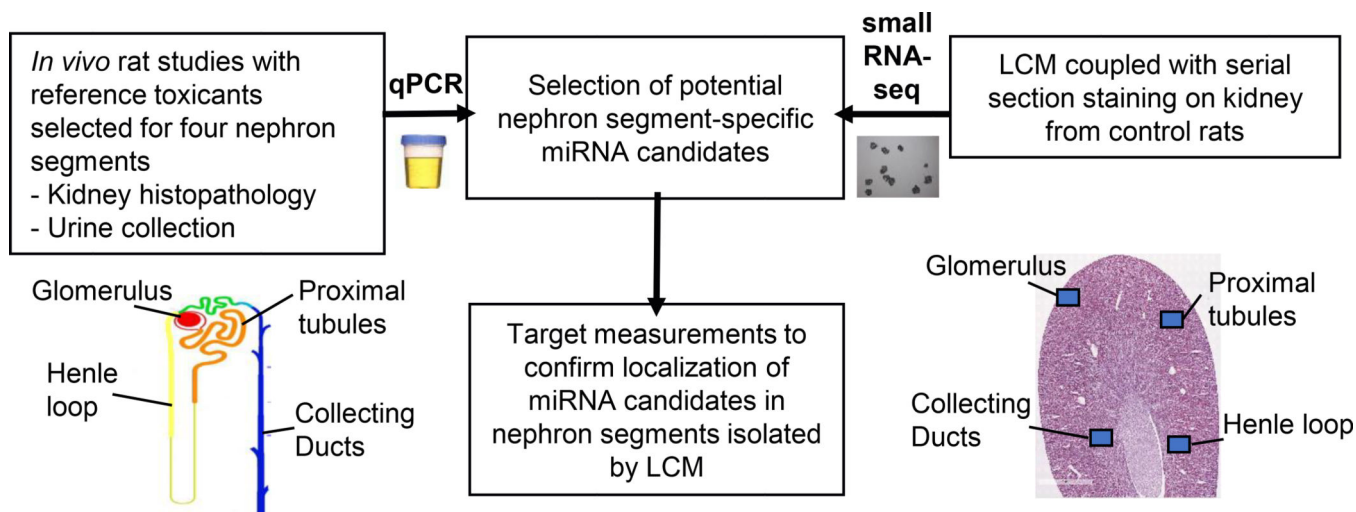 In vivo rat studies with
reference toxicants
selected for four nephron
segments
- Kidney histopathology
- Urine collection
qPCR
Selection of potential
nephron segment-specific
miRNA candidates
small
RNA-
seq
LCM coupled with serial
section staining on kidney
from control rats
Glomerulus
Proximal
tubules
Henle
loop
Collecting
Ducts
Target measurements to
confirm localization of
miRNA candidates in
nephron segments isolated
by LCM
Glomerulus
Proximal
tubules
Collecting
Ducts
Henle loop